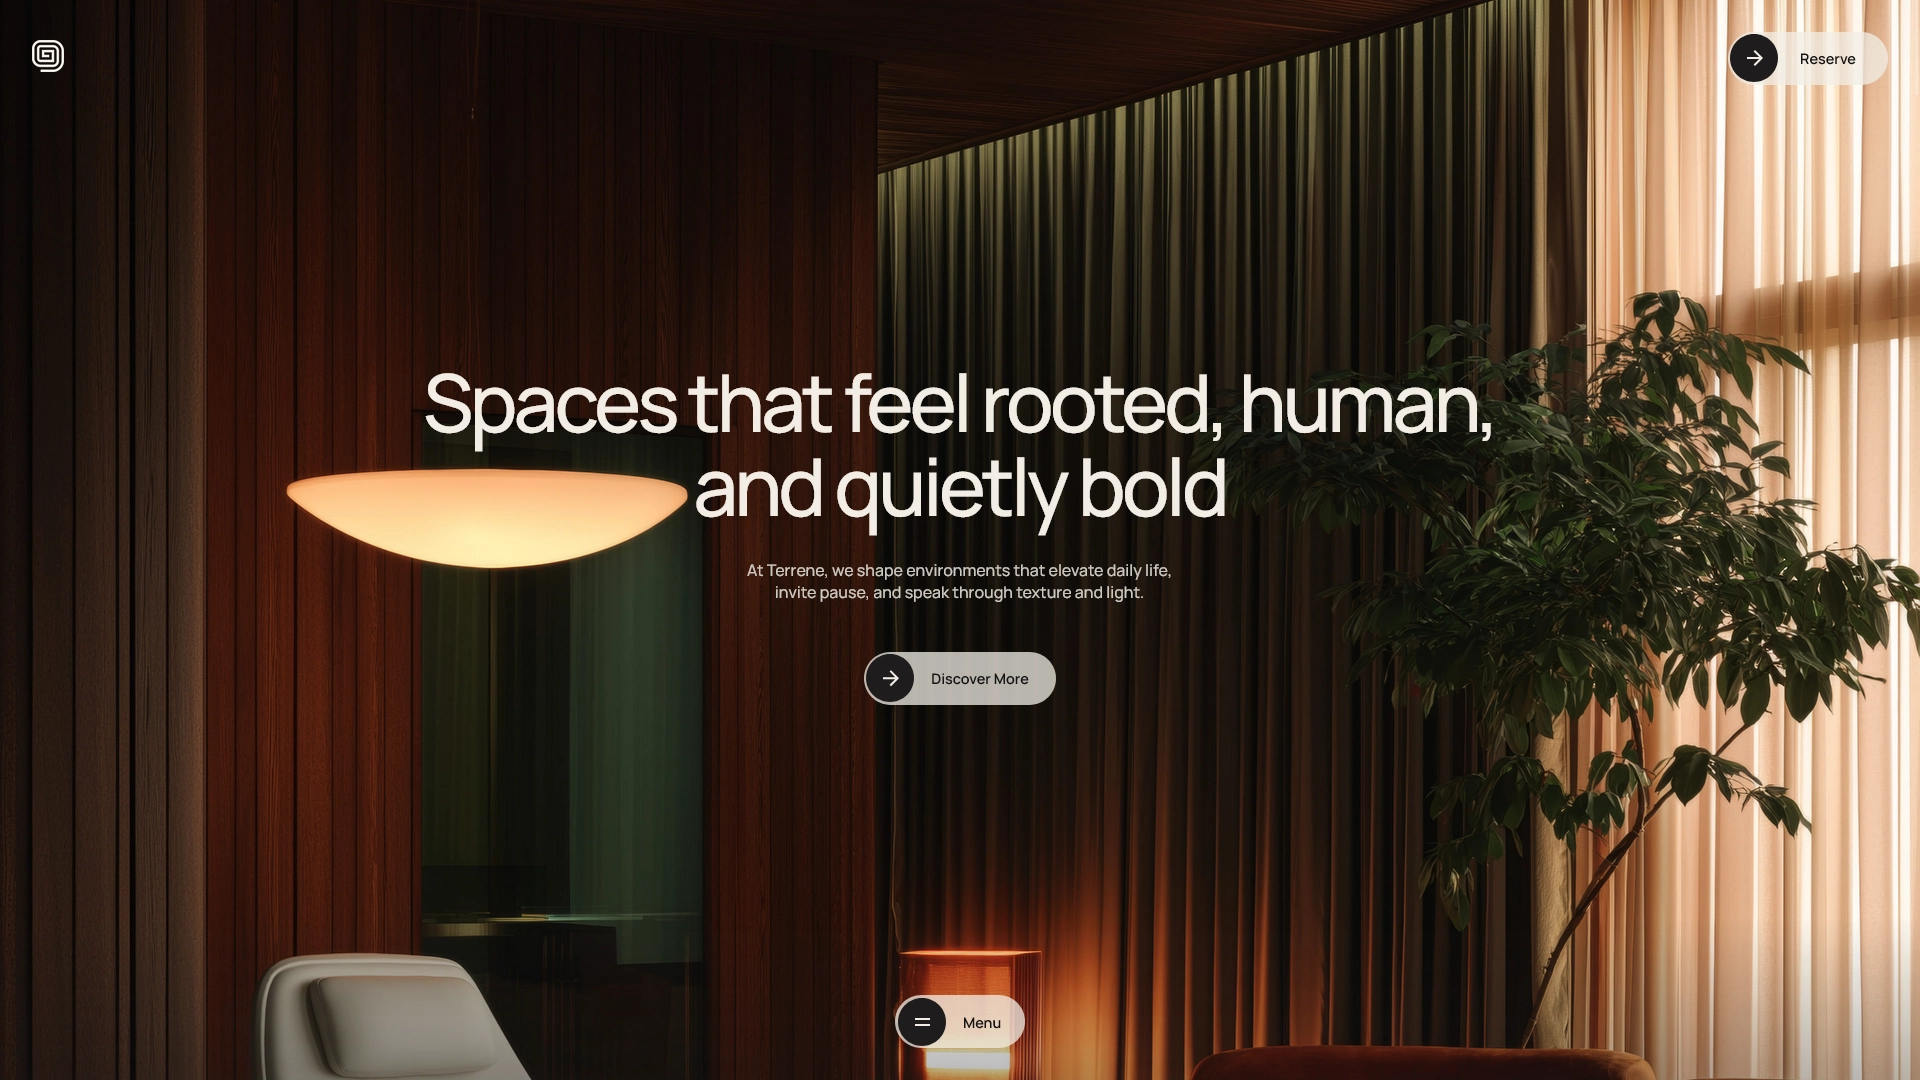 Reserve
Spaces that feel rooted, human,
and quietly bold
At Terrene, we shape environments that elevate daily life,
invite pause, and speak through texture and light.
Discover More
Menu